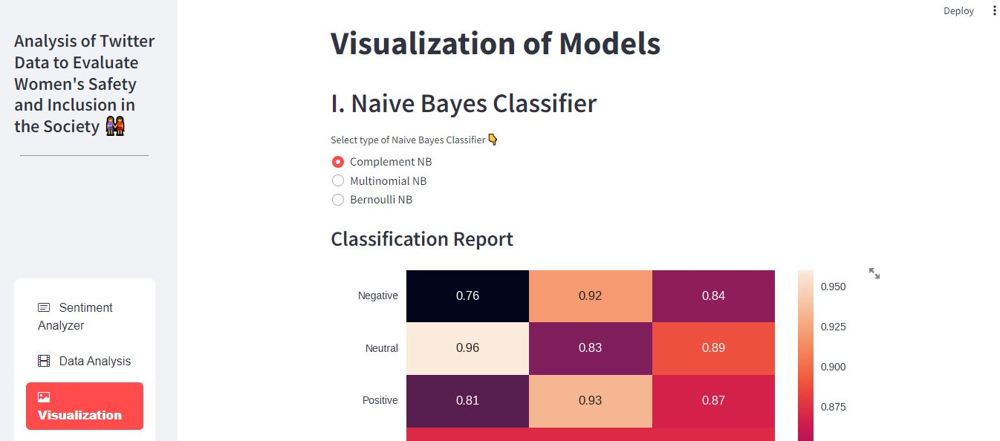 Deploy
Analysis of Twitter
Data to Evaluate
Women's Safety
and Inclusion in
the Society 👭
Sentiment
Analyzer
Data Analysis
Visualization
Visualization of Models
I. Naive Bayes Classifier
Select type of Naive Bayes Classifier 👇
Complement NB
Multinomial NB
Bernoulli NB
Classification Report
Negative 0.76 0.92 0.84
Neutral 0.96 0.83 0.89
Positive 0.81 0.93 0.87
0.950
0.925
0.900
0.875